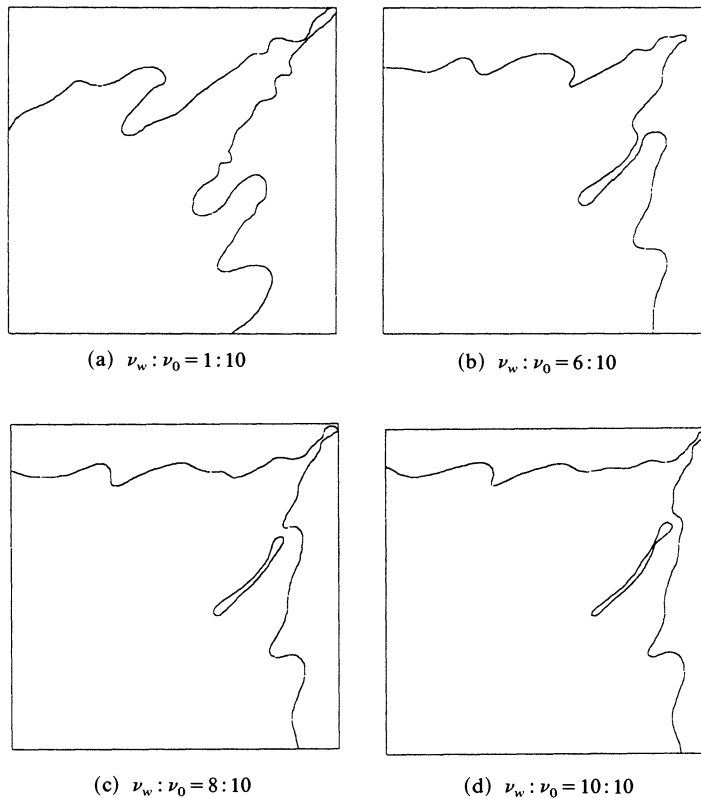 (a) ν_w : ν_0 = 1 : 10
(b) ν_w : ν_0 = 6 : 10
(c) ν_w : ν_0 = 8 : 10
(d) ν_w : ν_0 = 10 : 10